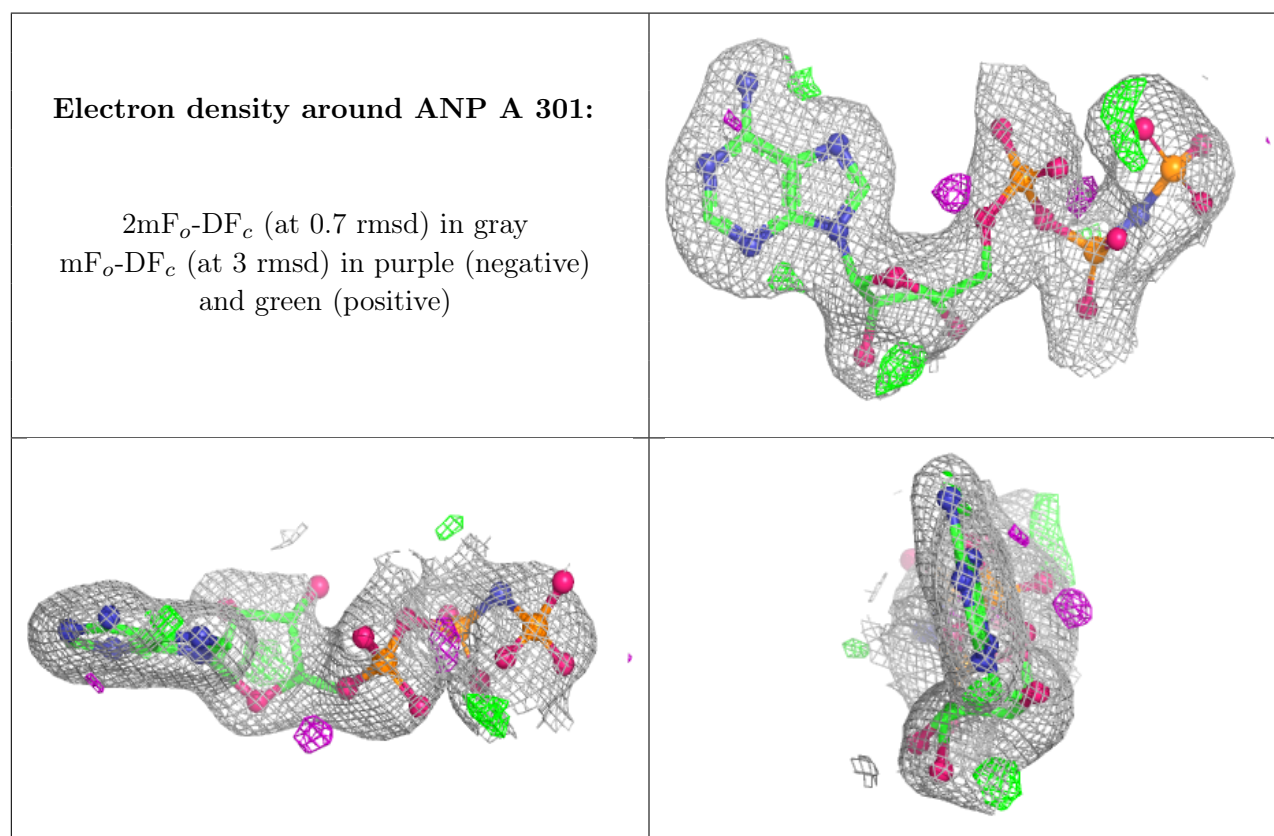 Electron density around ANP A 301:
2mFo-DFc (at 0.7 rmsd) in gray
mFo-DFc (at 3 rmsd) in purple (negative)
and green (positive)